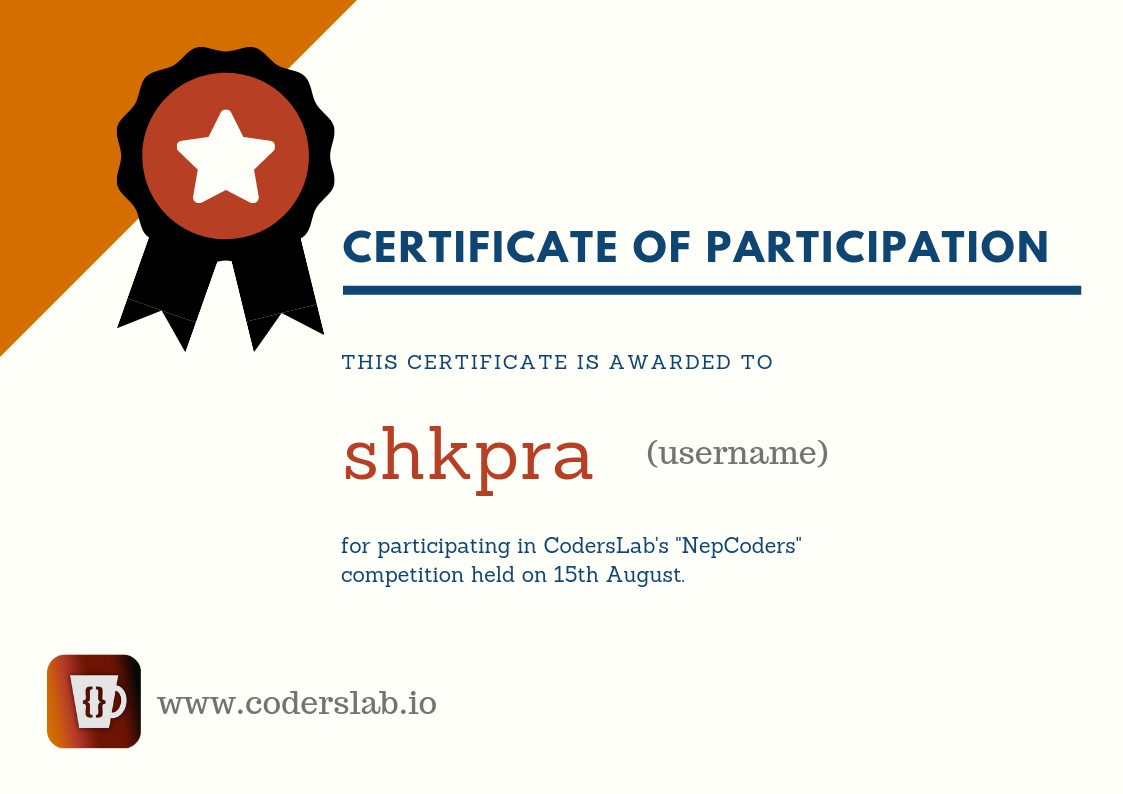 CERTIFICATE OF PARTICIPATION
THIS CERTIFICATE IS AWARDED TO
shkpra (username)
for participating in CodersLab's "NepCoders"
competition held on 15th August.
{}
www.coderslab.io